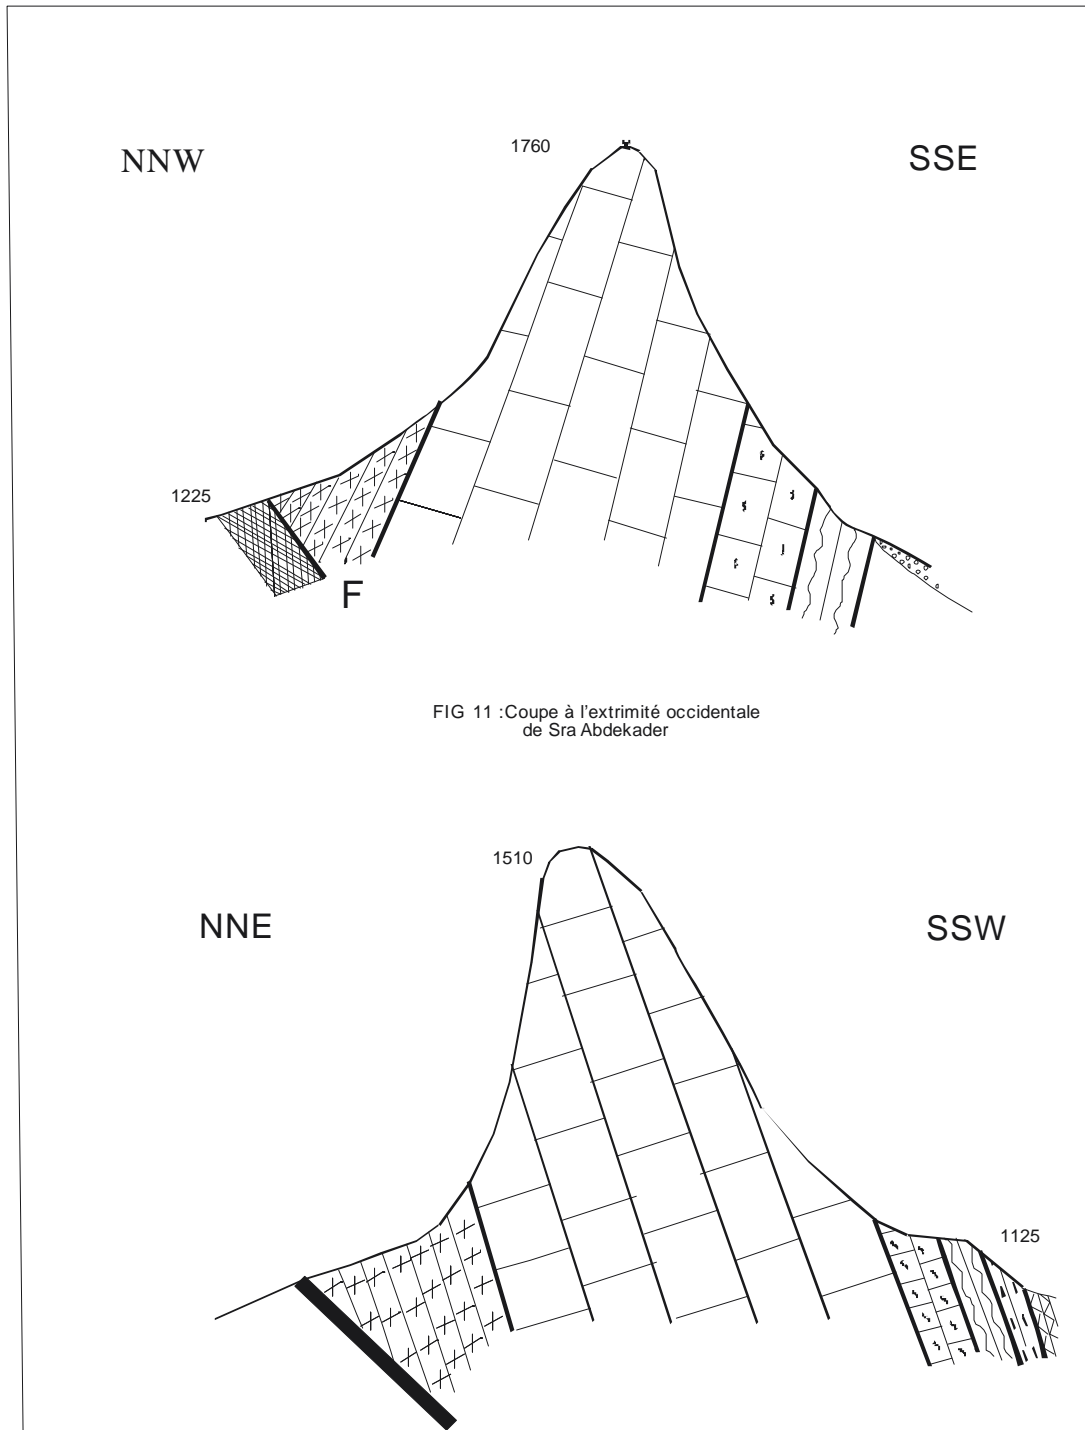 NNW
1760
SSE
1225
F
FIG 11 :Coupe à l'extrimité occidentale
de Sra Abdekader
1510
NNE
SSW
1125